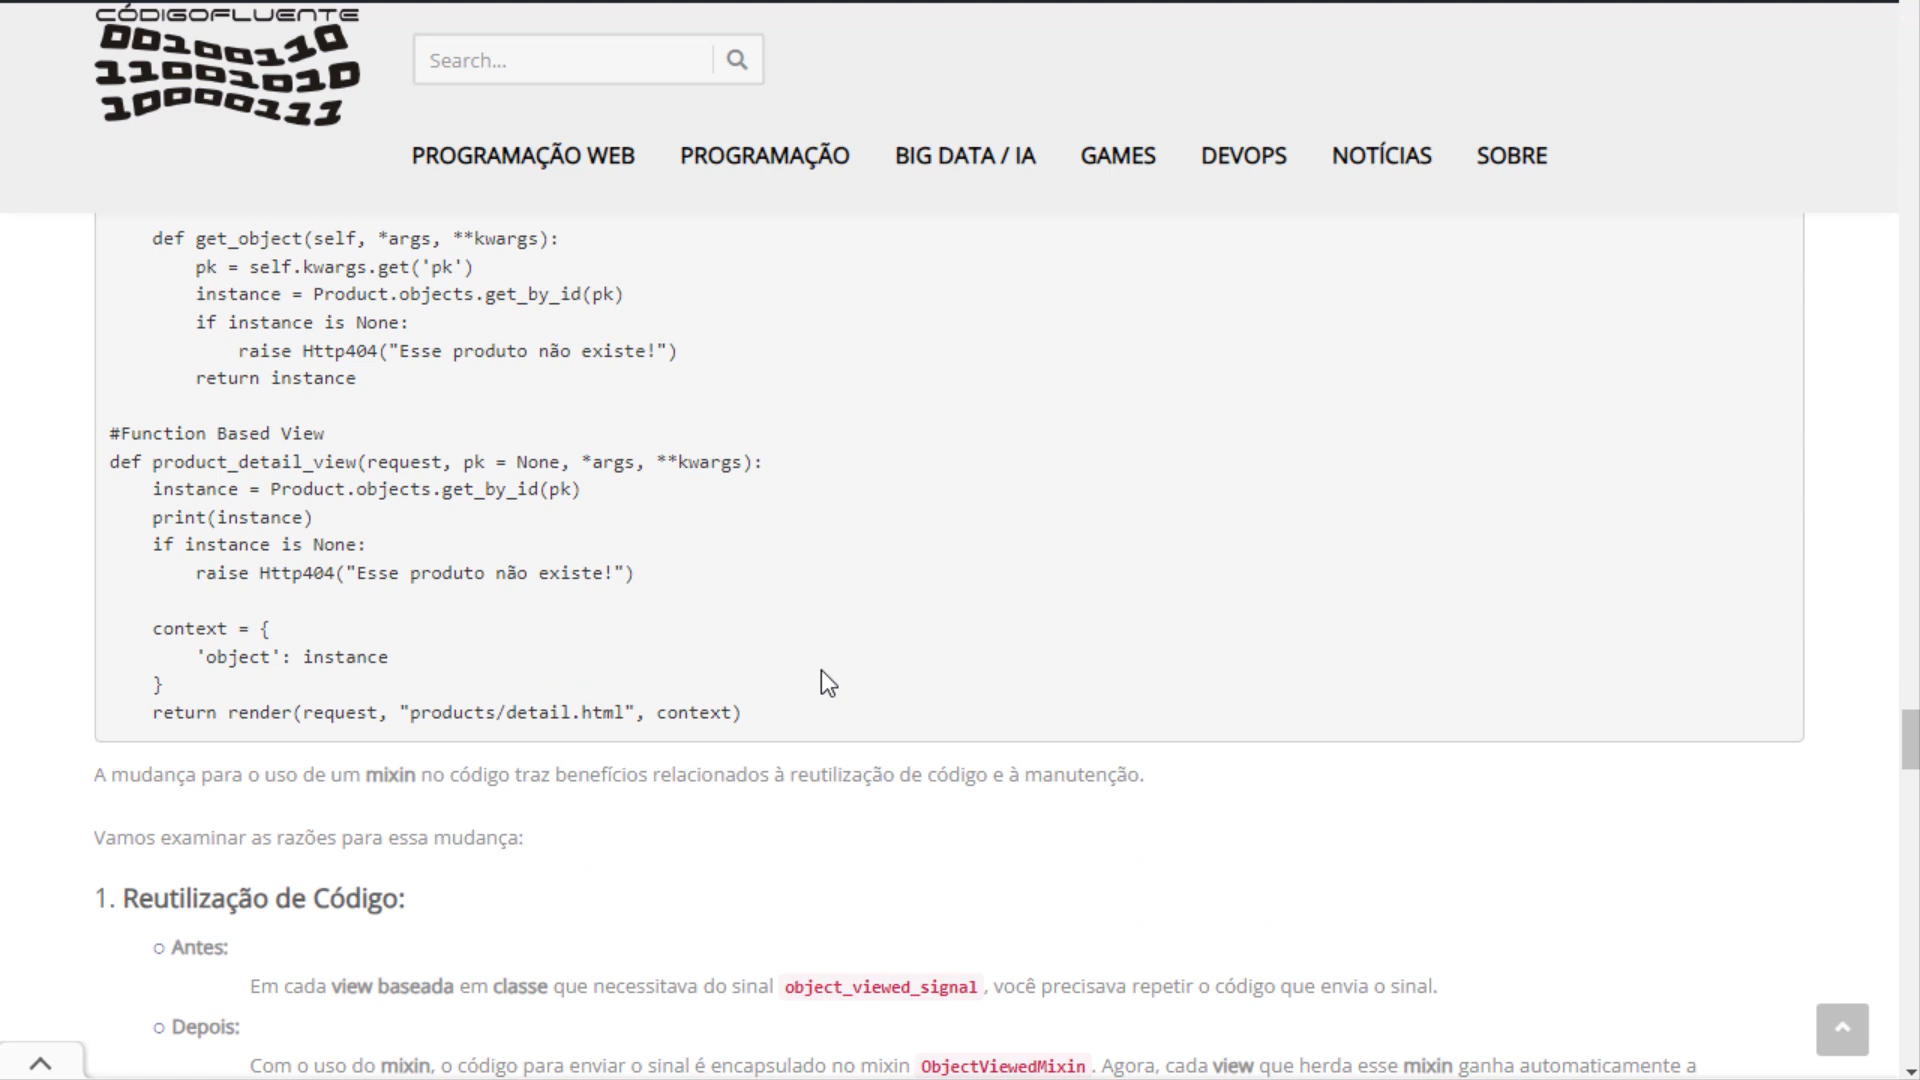 CÓDIGOFLUENTE
00100110
11001010
10000111
Search...
PROGRAMAÇÃO WEB PROGRAMAÇÃO BIG DATA / IA GAMES DEVOPS NOTÍCIAS SOBRE
def get_object(self, *args, **kwargs):
pk = self.kwargs.get('pk')
instance = Product.objects.get_by_id(pk)
if instance is None:
raise Http404("Esse produto não existe!")
return instance
#Function Based View
def product_detail_view(request, pk = None, *args, **kwargs):
instance = Product.objects.get_by_id(pk)
print(instance)
if instance is None:
raise Http404("Esse produto não existe!")
context = {
'object': instance
}
return render(request, "products/detail.html", context)
A mudança para o uso de um mixin no código traz benefícios relacionados à reutilização de código e à manutenção.
Vamos examinar as razões para essa mudança:
1. Reutilização de Código:
○ Antes:
Em cada view baseada em classe que necessitava do sinal object_viewed_signal, você precisava repetir o código que envia o sinal.
○ Depois:
Com o uso do mixin, o código para enviar o sinal é encapsulado no mixin ObjectViewedMixin. Agora, cada view que herda esse mixin ganha automaticamente a